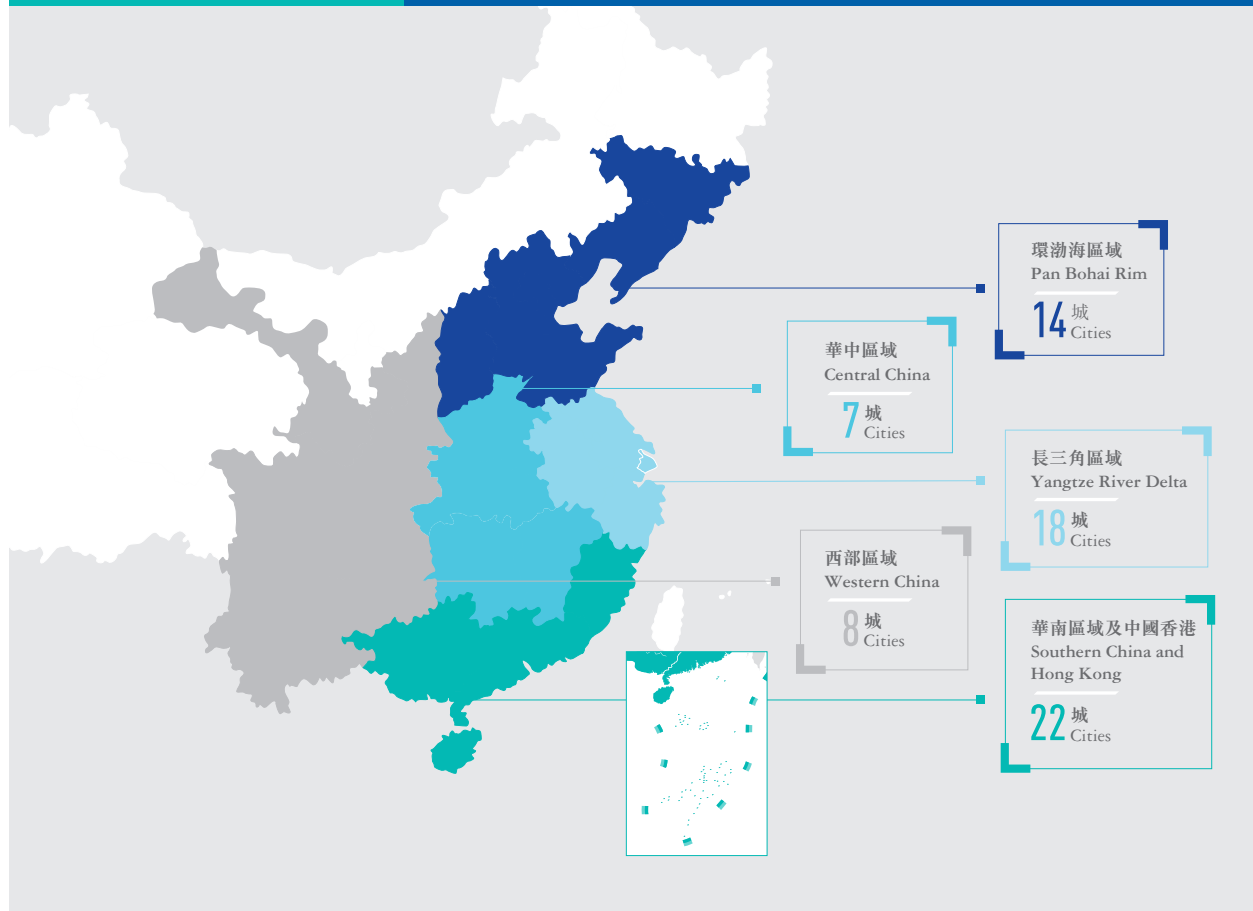 環渤海區域
Pan Bohai Rim
14 城
Cities
華中區域
Central China
7 城
Cities
長三角區域
Yangtze River Delta
18 城
Cities
西部區域
Western China
8 城
Cities
華南區域及中國香港
Southern China and
Hong Kong
22 城
Cities